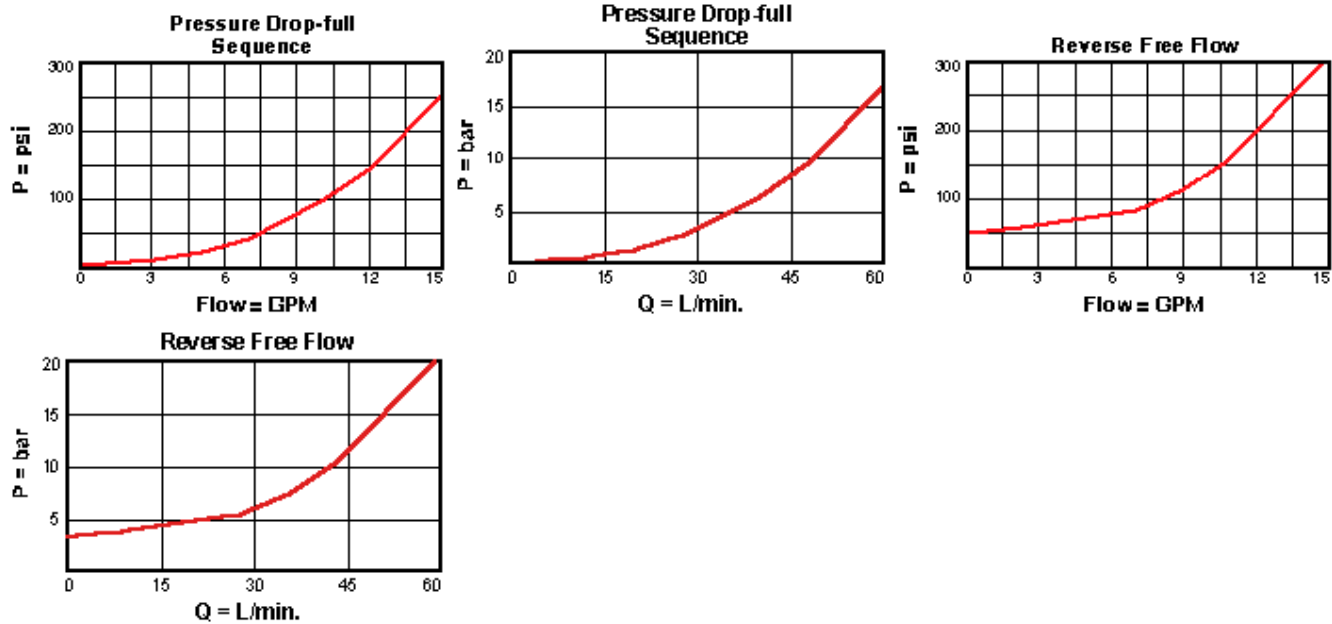 Pressure Drop-full
Sequence
300
200
100
P = psi
0 3 6 9 12 15
Flow = GPM
Pressure Drop-full
Sequence
20
15
10
5
P = bar
0 15 30 45 60
Q = L/min.
Reverse Free Flow
300
200
100
P = psi
0 3 6 9 12 15
Flow = GPM
Reverse Free Flow
20
15
10
5
P = bar
0 15 30 45 60
Q = L/min.